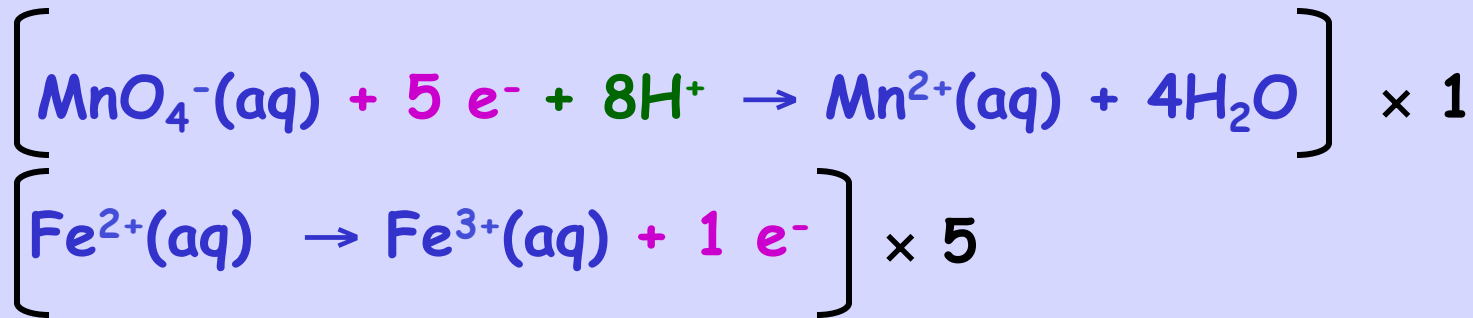 [MnO₄⁻(aq) + 5 e⁻ + 8H⁺ → Mn²⁺(aq) + 4H₂O] × 1
[Fe²⁺(aq) → Fe³⁺(aq) + 1 e⁻] × 5